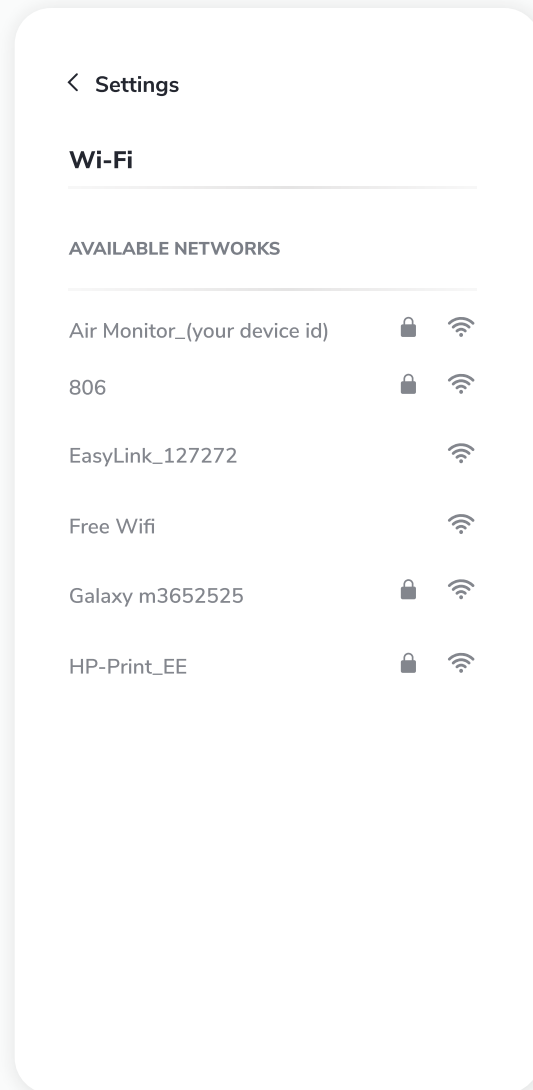 Settings
Wi-Fi
AVAILABLE NETWORKS
Air Monitor_(your device id)
806
EasyLink_127272
Free Wifi
Galaxy m3652525
HP-Print_EE